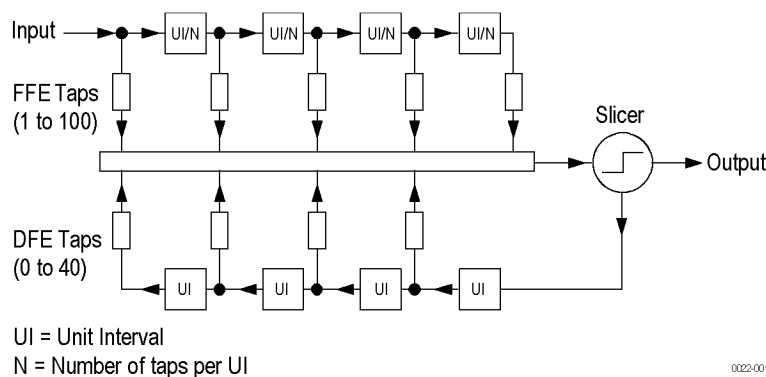 Input
UI/N
UI/N
UI/N
UI/N
FFE Taps
(1 to 100)
Slicer
Output
DFE Taps
(0 to 40)
UI
UI
UI
UI
UI = Unit Interval
N = Number of taps per UI